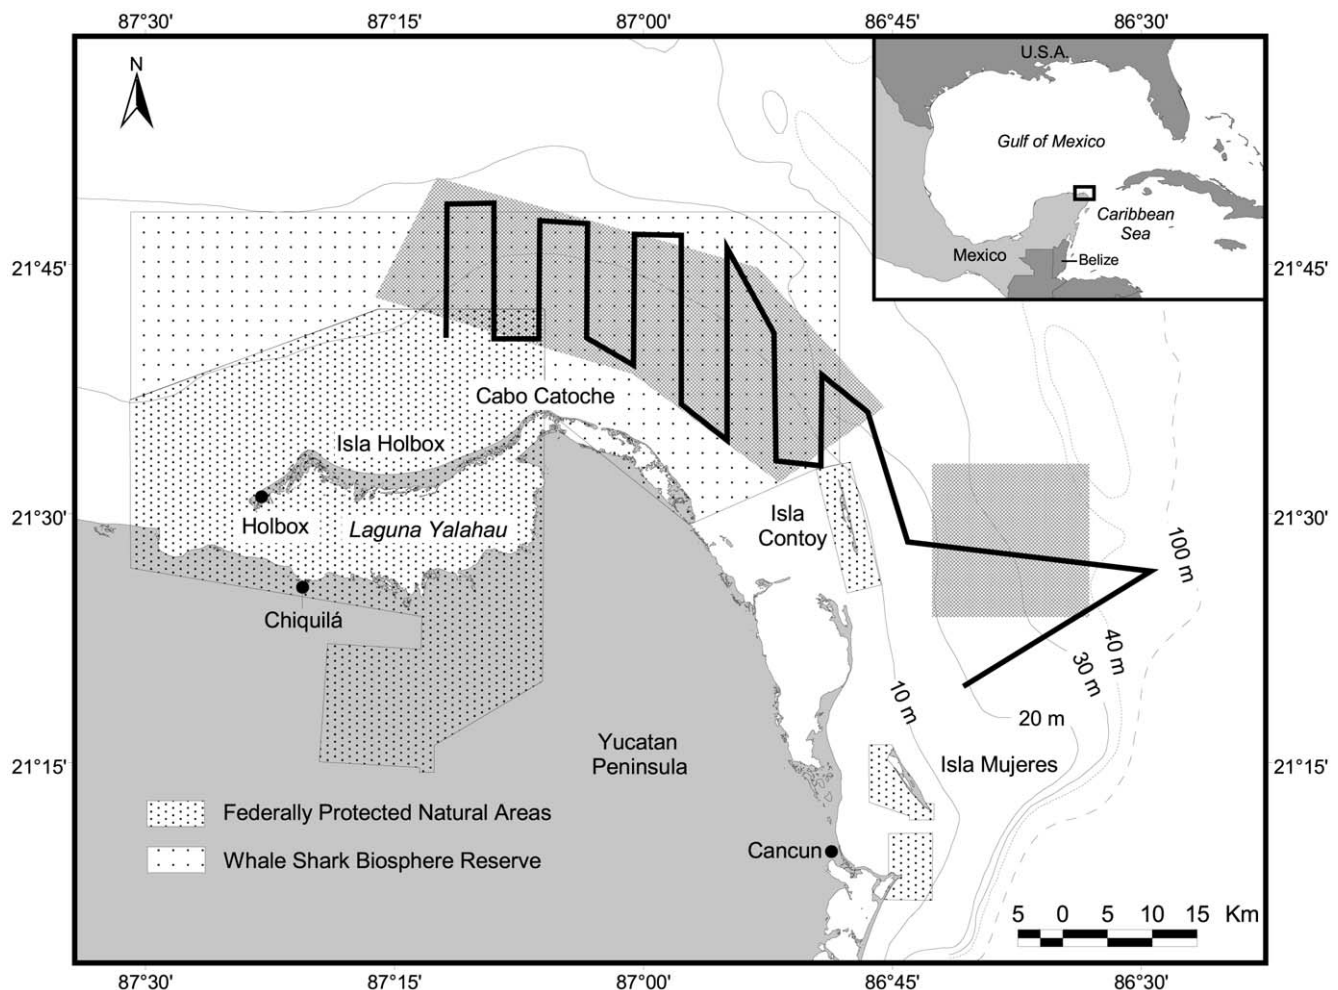 87°30'
87°15'
87°00'
86°45'
86°30'
N
U.S.A.
Gulf of Mexico
Caribbean
Sea
Mexico
Belize
21°45'
21°45'
Cabo Catoche
Isla Holbox
Holbox
Laguna Yalahau
Isla
Contoy
21°30'
21°30'
100 m
Chiquilá
40 m
30 m
10 m
20 m
Yucatan
Peninsula
Isla Mujeres
21°15'
21°15'
Federally Protected Natural Areas
Whale Shark Biosphere Reserve
Cancun
5 0 5 10 15 Km
87°30'
87°15'
87°00'
86°45'
86°30'